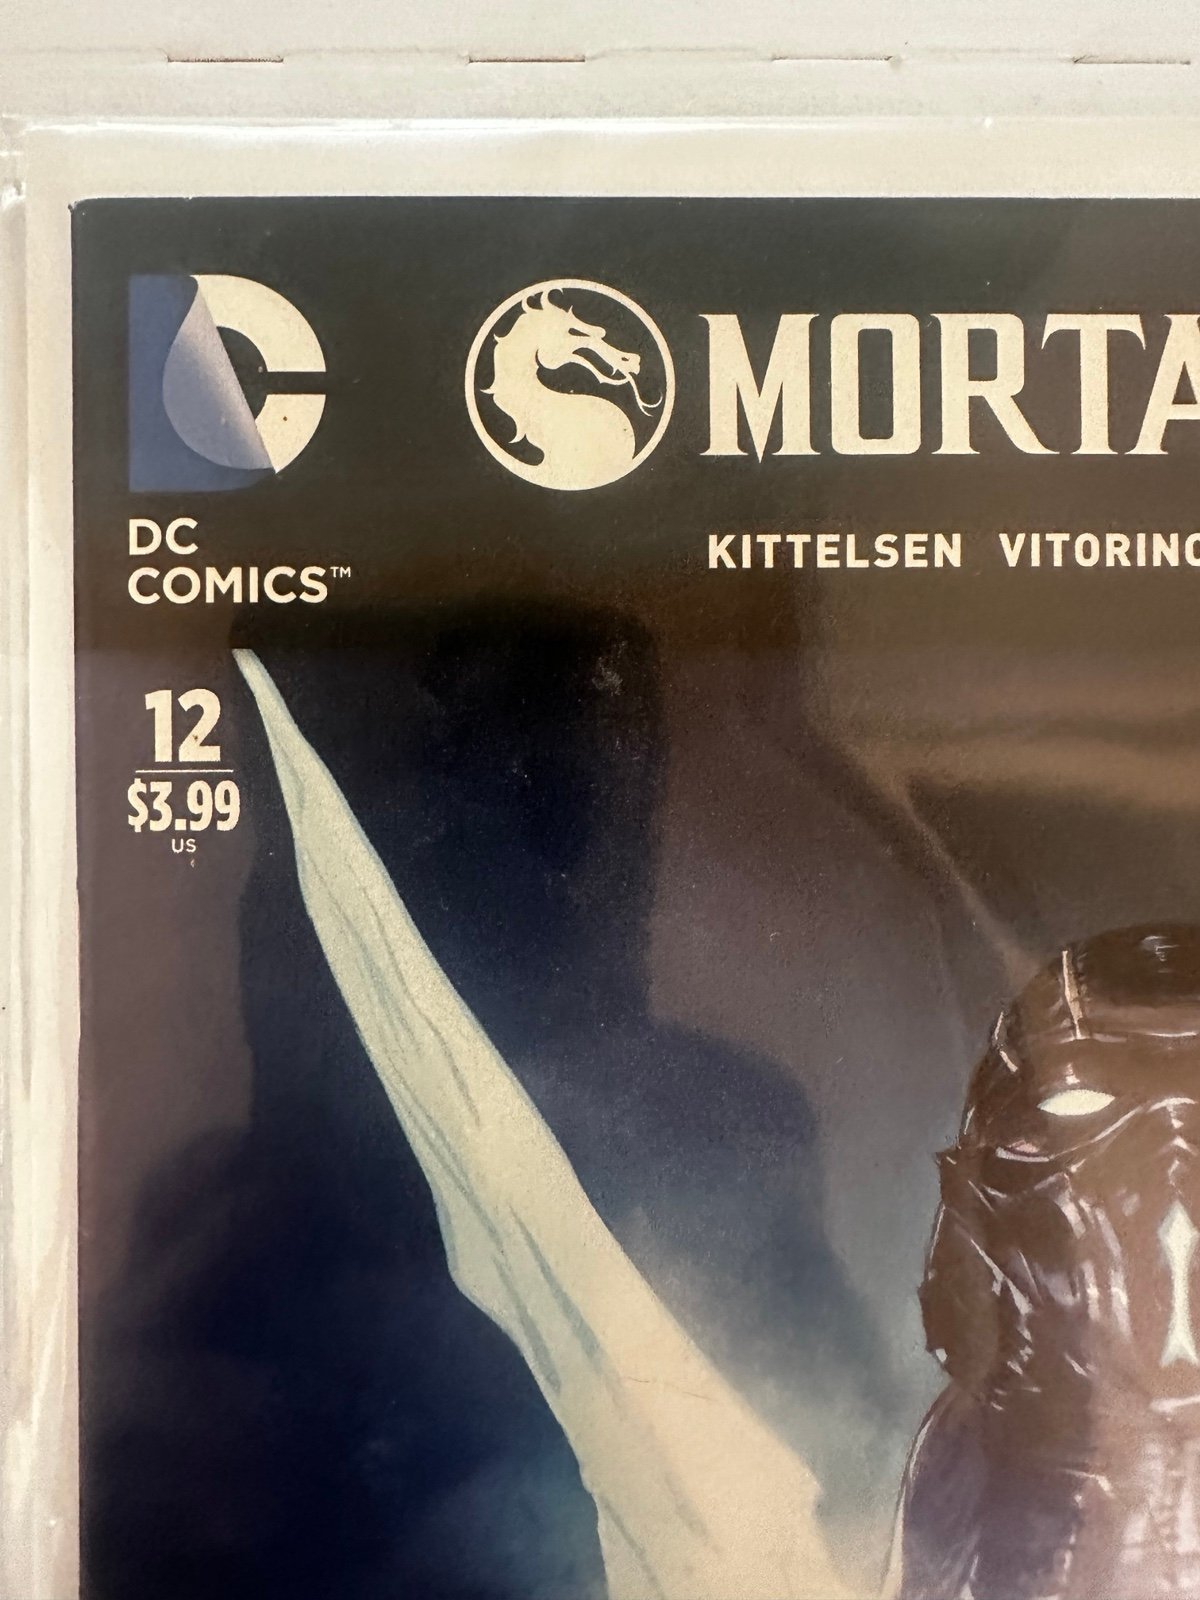 MORTA
DC
COMICS™
KITTELSEN VITORINO
12
$3.99
US